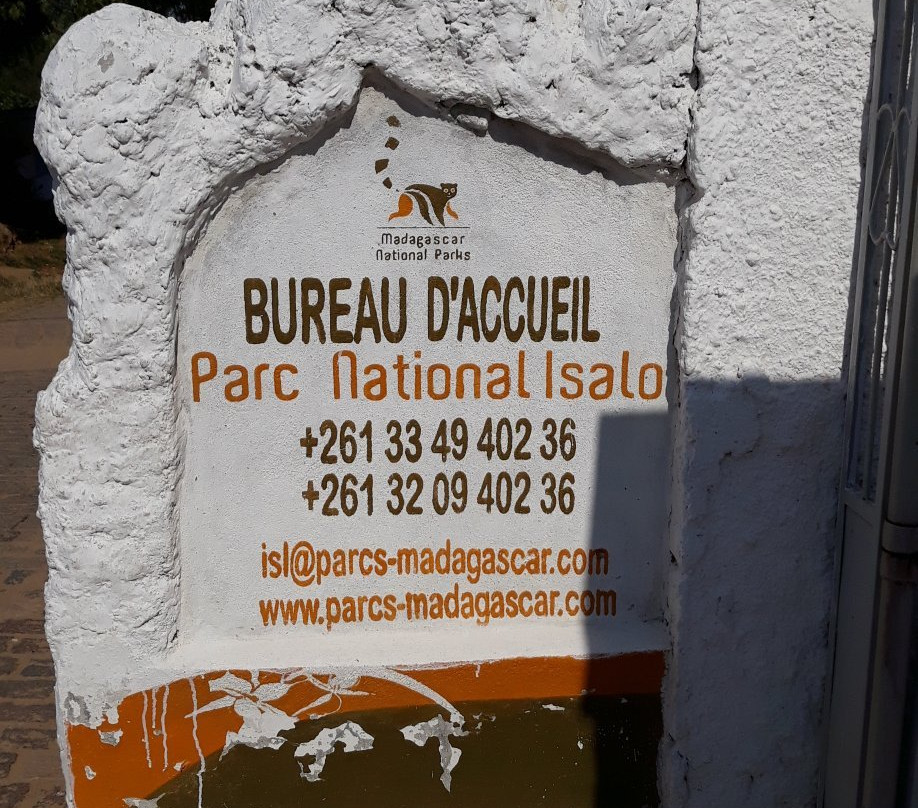 Madagascar
National Parks
BUREAU D'ACCUEIL
Parc National Isalo
+261 33 49 402 36
+261 32 09 402 36
isl@parcs-madagascar.com
www.parcs-madagascar.com